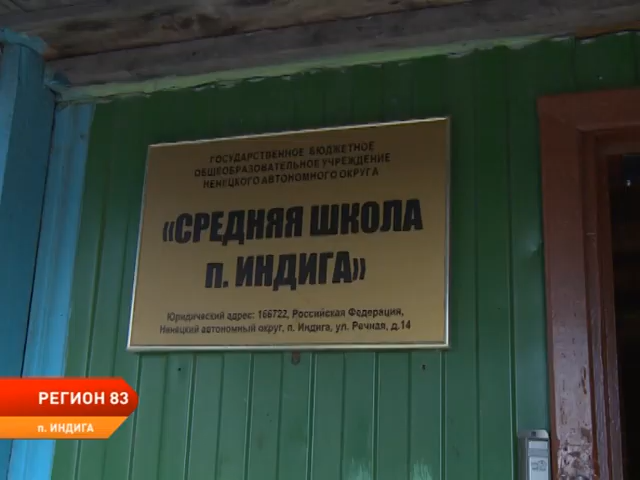 ГОСУДАРСТВЕННОЕ БЮДЖЕТНОЕ
ОБЩЕОБРАЗОВАТЕЛЬНОЕ УЧРЕЖДЕНИЕ
НЕНЕЦКОГО АВТОНОМНОГО ОКРУГА
«СРЕДНЯЯ ШКОЛА
п. ИНДИГА»
Юридический адрес: 166722, Российская Федерация,
Ненецкий автономный округ, п. Индига, ул. Речная, д.14
РЕГИОН 83
п. ИНДИГА